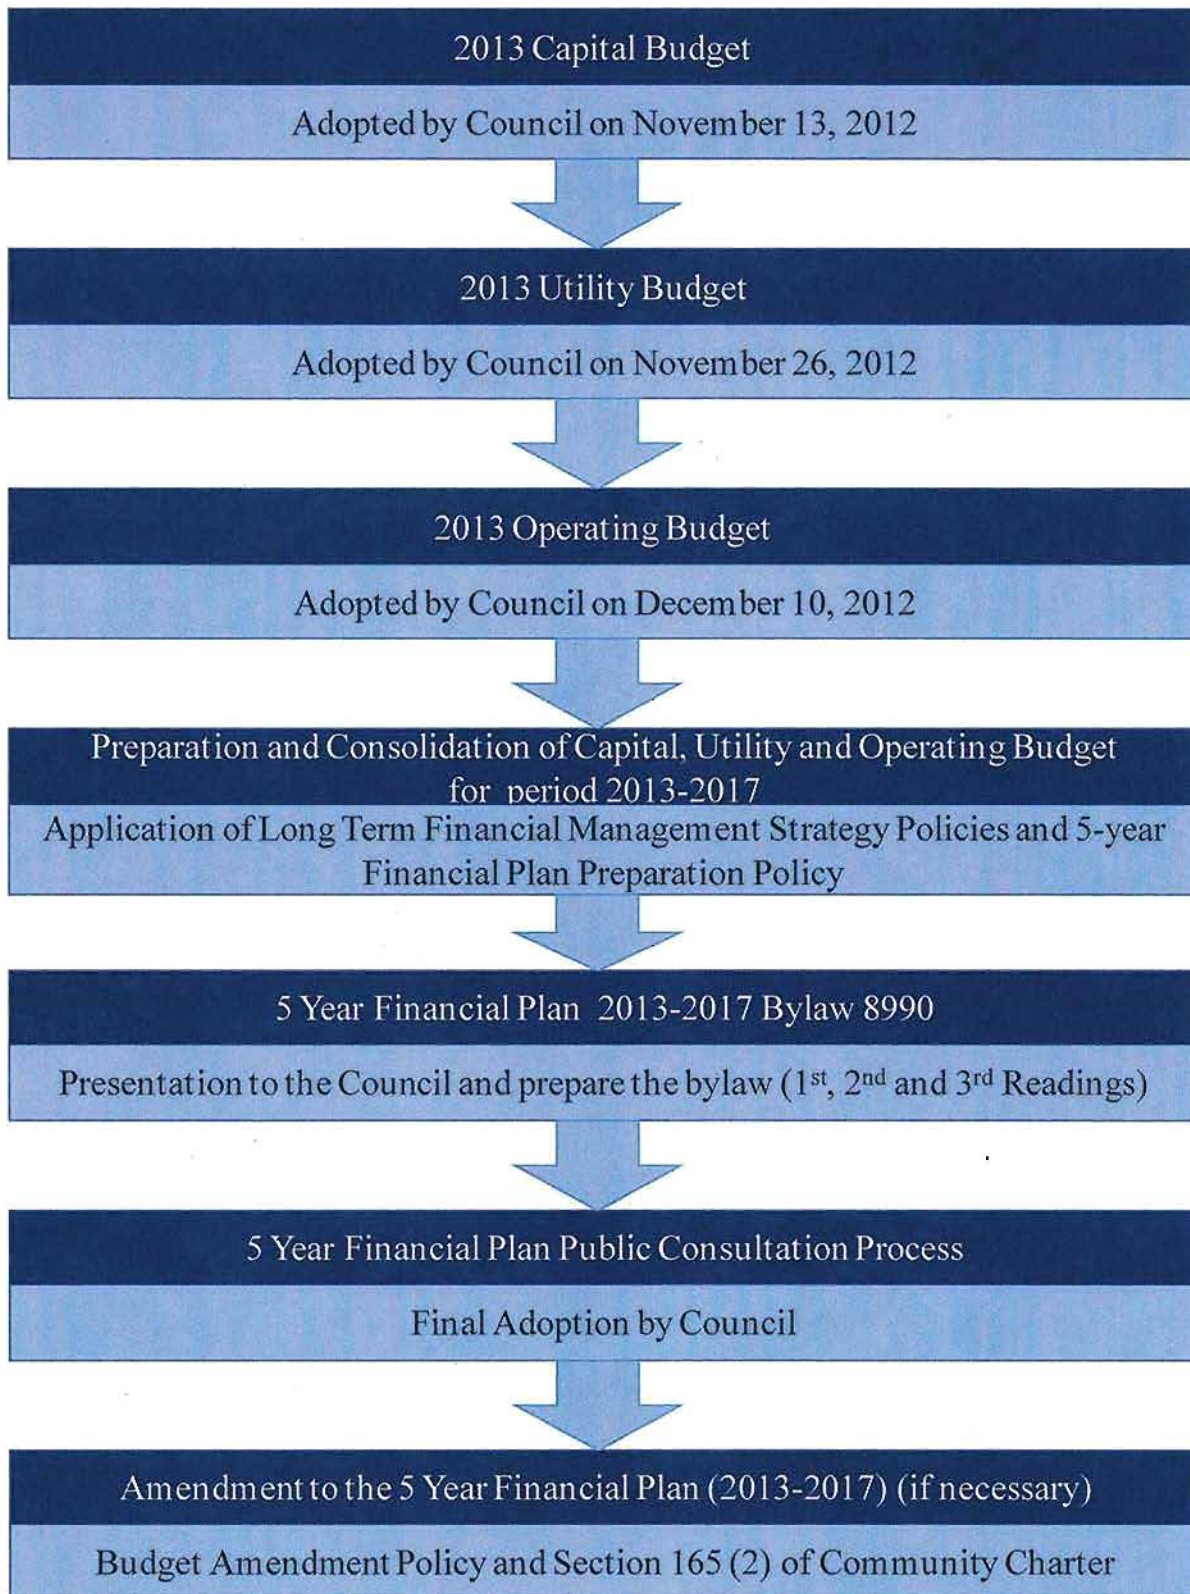 2013 Capital Budget
Adopted by Council on November 13, 2012
2013 Utility Budget
Adopted by Council on November 26, 2012
2013 Operating Budget
Adopted by Council on December 10, 2012
Preparation and Consolidation of Capital, Utility and Operating Budget
for period 2013-2017
Application of Long Term Financial Management Strategy Policies and 5-year
Financial Plan Preparation Policy
5 Year Financial Plan 2013-2017 Bylaw 8990
Presentation to the Council and prepare the bylaw (1st, 2nd and 3rd Readings)
5 Year Financial Plan Public Consultation Process
Final Adoption by Council
Amendment to the 5 Year Financial Plan (2013-2017) (if necessary)
Budget Amendment Policy and Section 165 (2) of Community Charter